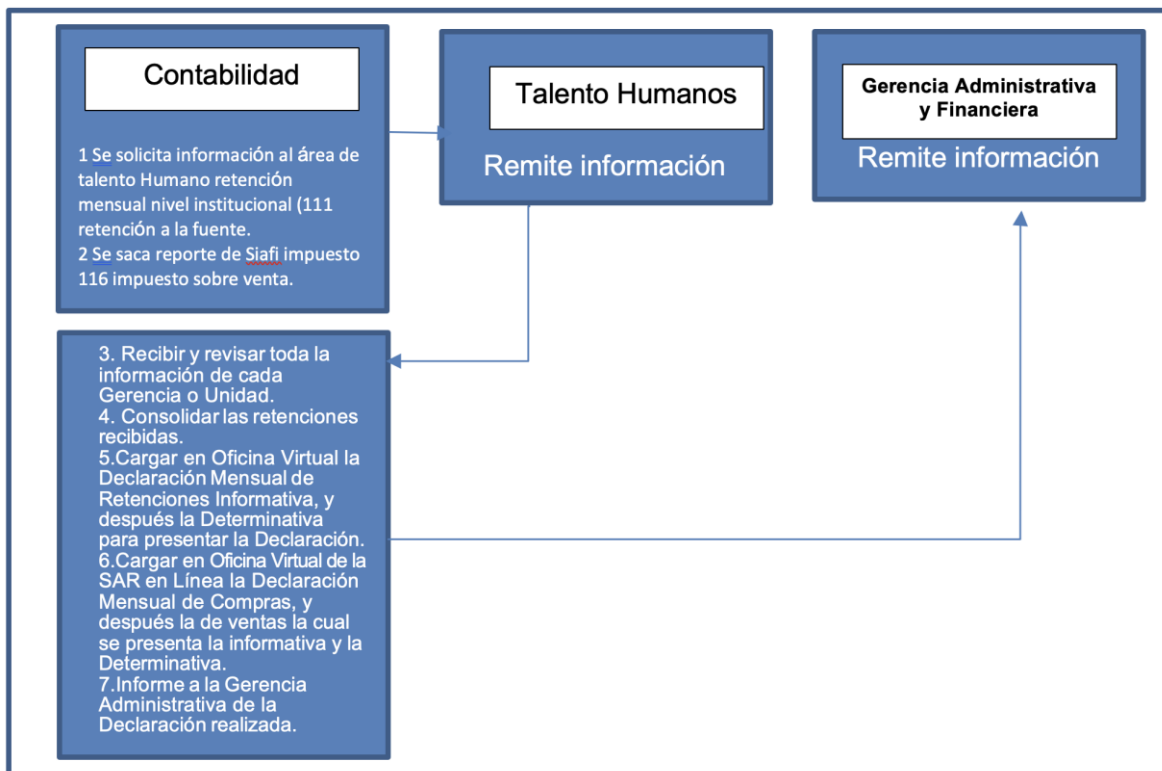 Contabilidad
1 Se solicita información al área de
talento Humano retención
mensual nivel institucional (111
retención a la fuente.
2 Se saca reporte de Siafi impuesto
116 impuesto sobre venta.
Talento Humanos
Remite información
Gerencia Administrativa
y Financiera
Remite información
3. Recibir y revisar toda la
información de cada
Gerencia o Unidad.
4. Consolidar las retenciones
recibidas.
5.Cargar en Oficina Virtual la
Declaración Mensual de
Retenciones Informativa, y
después la Determinativa
para presentar la Declaración.
6.Cargar en Oficina Virtual de la
SAR en Línea la Declaración
Mensual de Compras, y
después la de ventas la cual
se presenta la informativa y la
Determinativa.
7.Informe a la Gerencia
Administrativa de la
Declaración realizada.